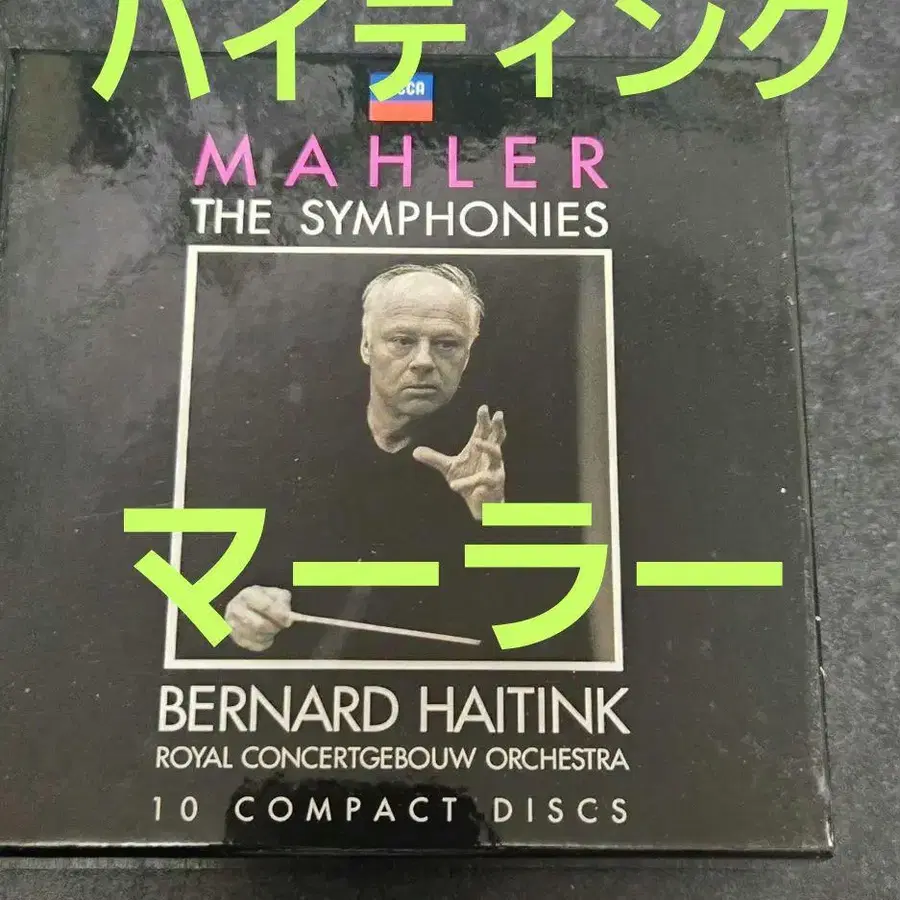 ハイティンク
DECCA
MAHLER
THE SYMPHONIES
マーラー
BERNARD HAITINK
ROYAL CONCERTGEBOUW ORCHESTRA
10 COMPACT DISCS